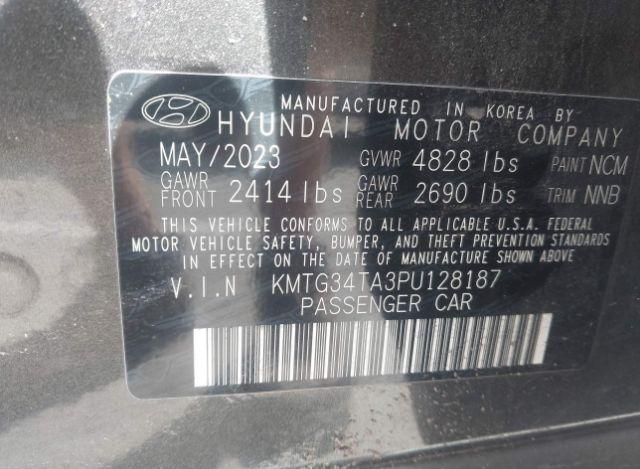 MANUFACTURED IN KOREA BY
HYUNDAI MOTOR COMPANY
MAY/2023 GVWR 4828 lbs PAINT NCM
GAWR FRONT 2414 lbs GAWR REAR 2690 lbs TRIM NNB
THIS VEHICLE CONFORMS TO ALL APPLICABLE U.S.A. FEDERAL
MOTOR VEHICLE SAFETY, BUMPER, AND THEFT PREVENTION STANDARDS
IN EFFECT ON THE DATE OF MANUFACTURE SHOWN ABOVE.
V.I.N KMTG34TA3PU128187
PASSENGER CAR